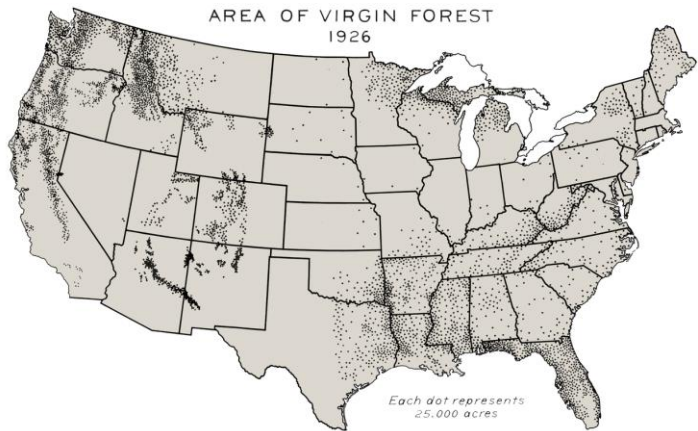 AREA OF VIRGIN FOREST
1926
Each dot represents
25.000 acres